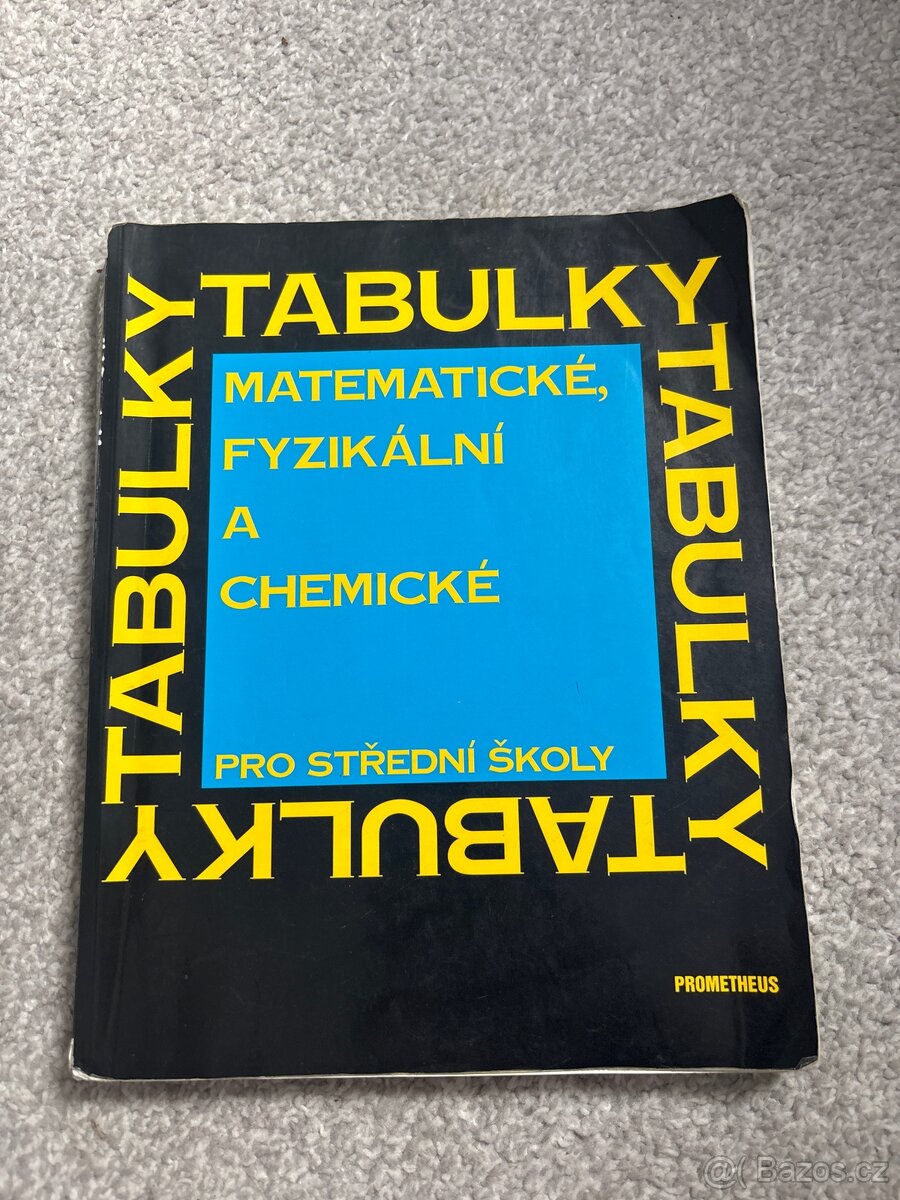 TABULKY
TABULKY
TABULKY
TABULKY
MATEMATICKÉ,
FYZIKÁLNÍ
A
CHEMICKÉ
PRO STŘEDNÍ ŠKOLY
PROMETHEUS
@( Bazos.cz